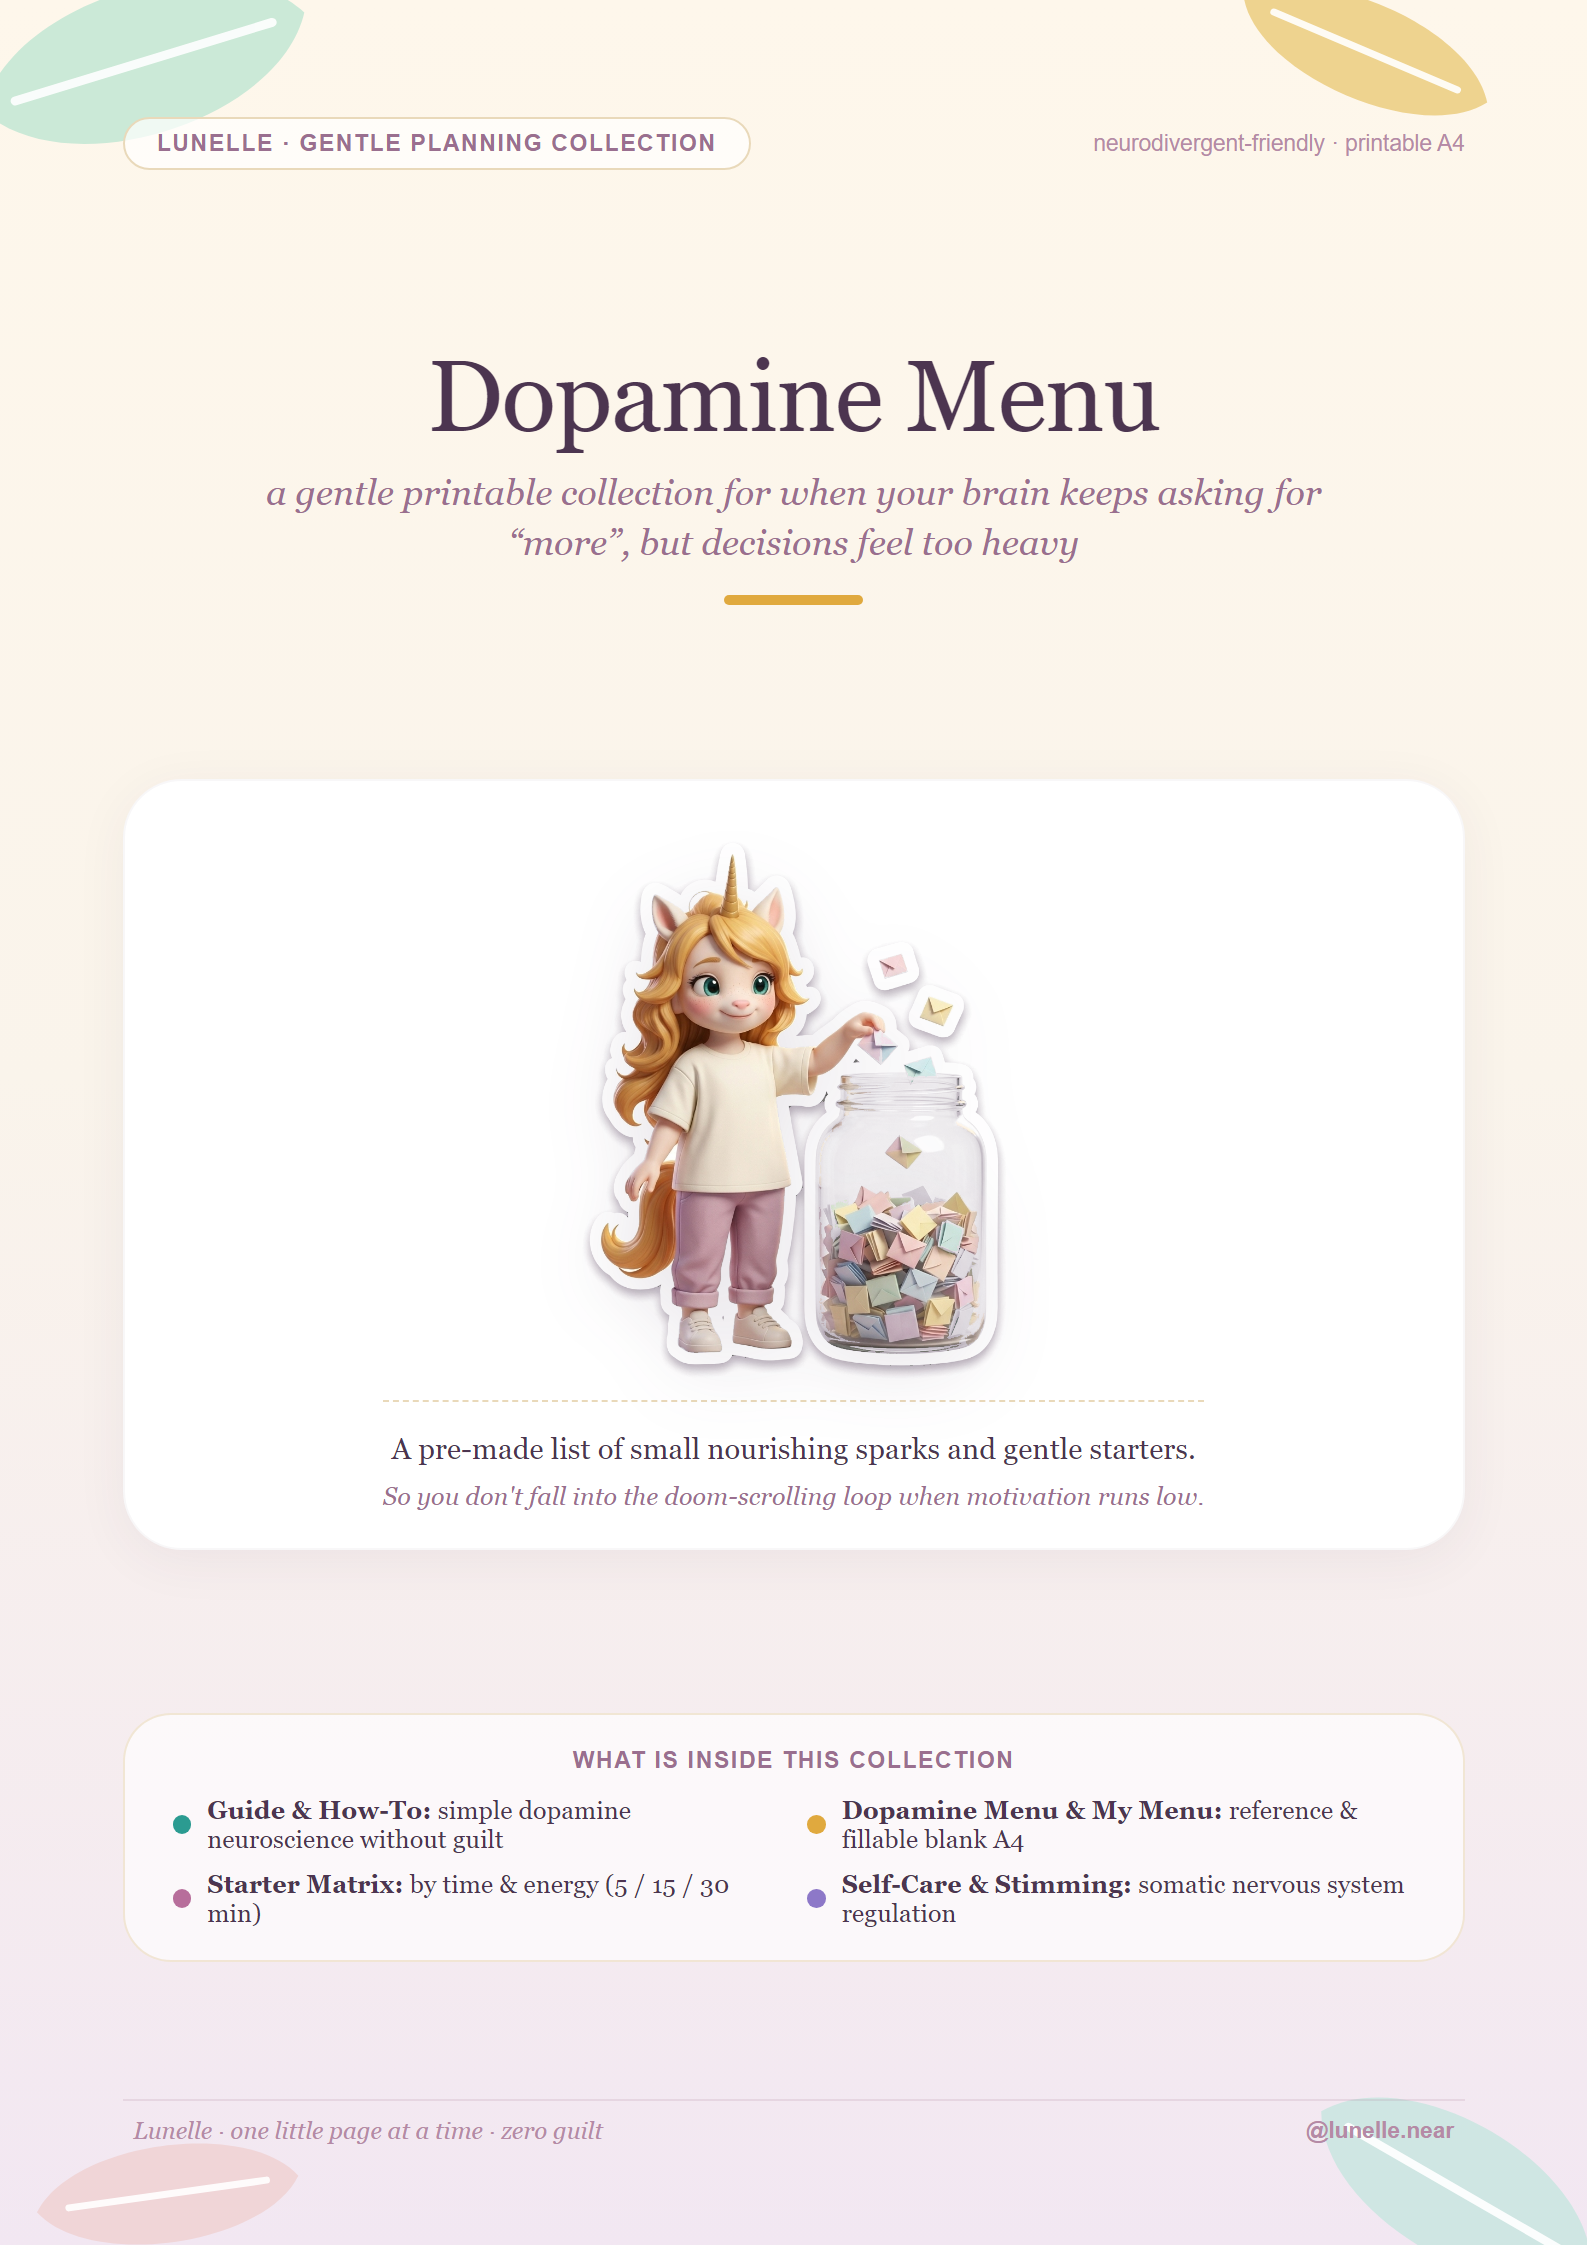 LUNELLE · GENTLE PLANNING COLLECTION
neurodivergent-friendly · printable A4
Dopamine Menu
a gentle printable collection for when your brain keeps asking for
“more”, but decisions feel too heavy
A pre-made list of small nourishing sparks and gentle starters.
So you don't fall into the doom-scrolling loop when motivation runs low.
WHAT IS INSIDE THIS COLLECTION
Guide & How-To: simple dopamine
neuroscience without guilt
Dopamine Menu & My Menu: reference &
fillable blank A4
Starter Matrix: by time & energy (5 / 15 / 30
min)
Self-Care & Stimming: somatic nervous system
regulation
Lunelle · one little page at a time · zero guilt
@lunelle.near